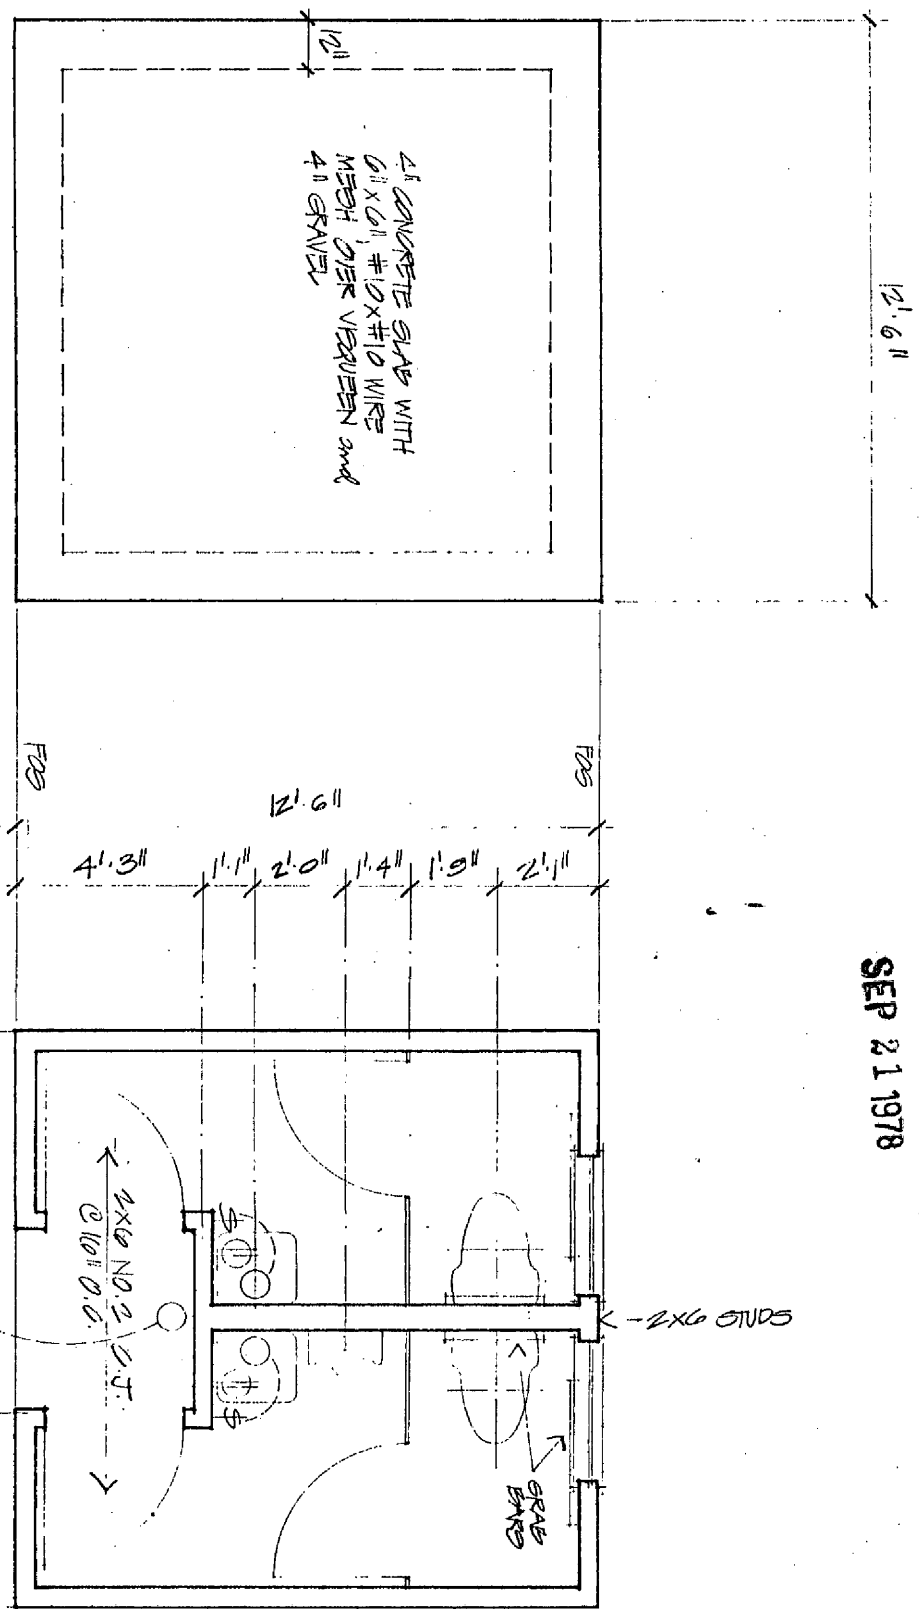 12'-6"
12"
4" CONCRETE SLAB WITH
6"x6", #10x#10 WIRE
MESH OVER VISQUEEN and
4" GRAVEL
FOS
FOS
12'-6"
4'-3"
1'-1"
2'-0"
1'-4"
1'-9"
2'-1"
SEP 21 1978
2X6 NO.2 C.J.
@ 16" O.C.
2X6 STUDS
GRAB
BARS
S
S